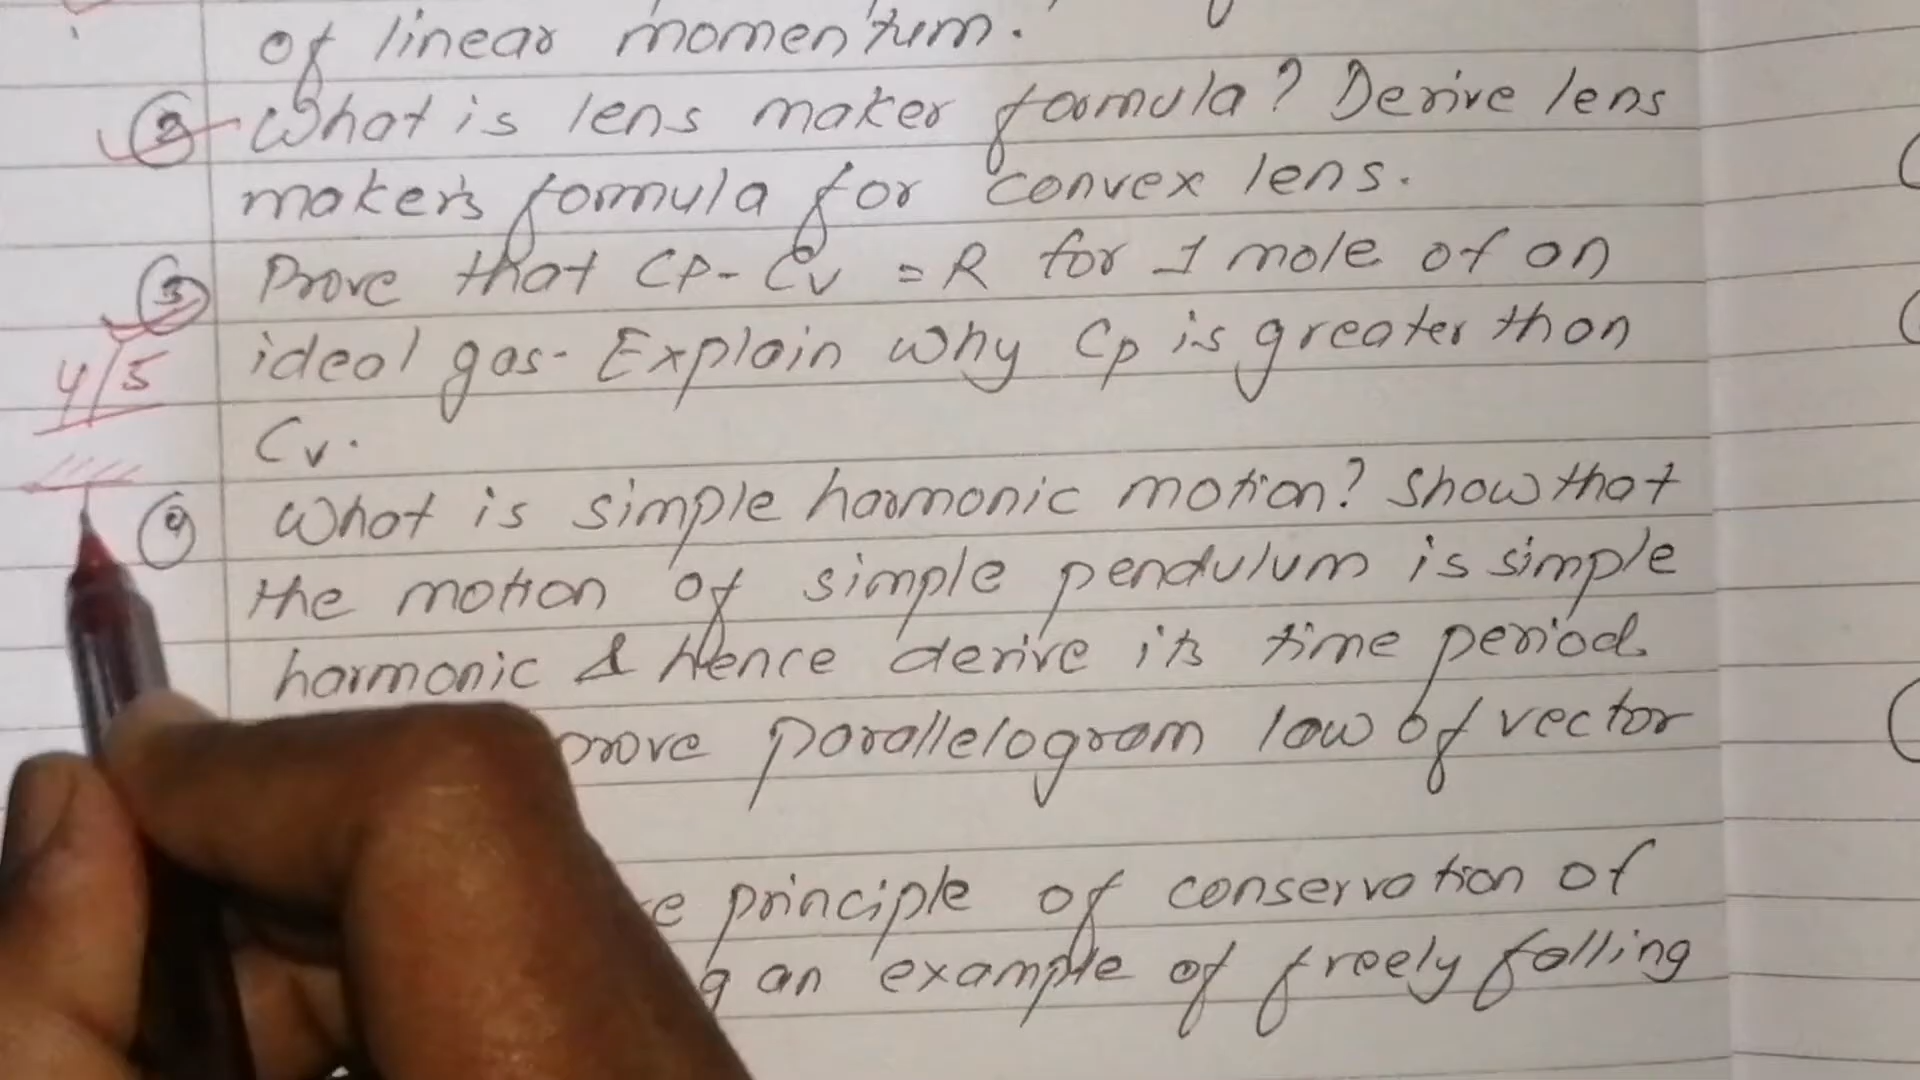 of linear momentum.
② What is lens maker formula? Derive lens
maker's formula for convex lens.
③ Prove that CP - Cv = R for 1 mole of an
ideal gas. Explain why Cp is greater than
4/5
Cv.
④ What is simple harmonic motion? Show that
the motion of simple pendulum is simple
harmonic & hence derive its time period.
prove parallelogram law of vector
principle of conservation of
an example of freely falling